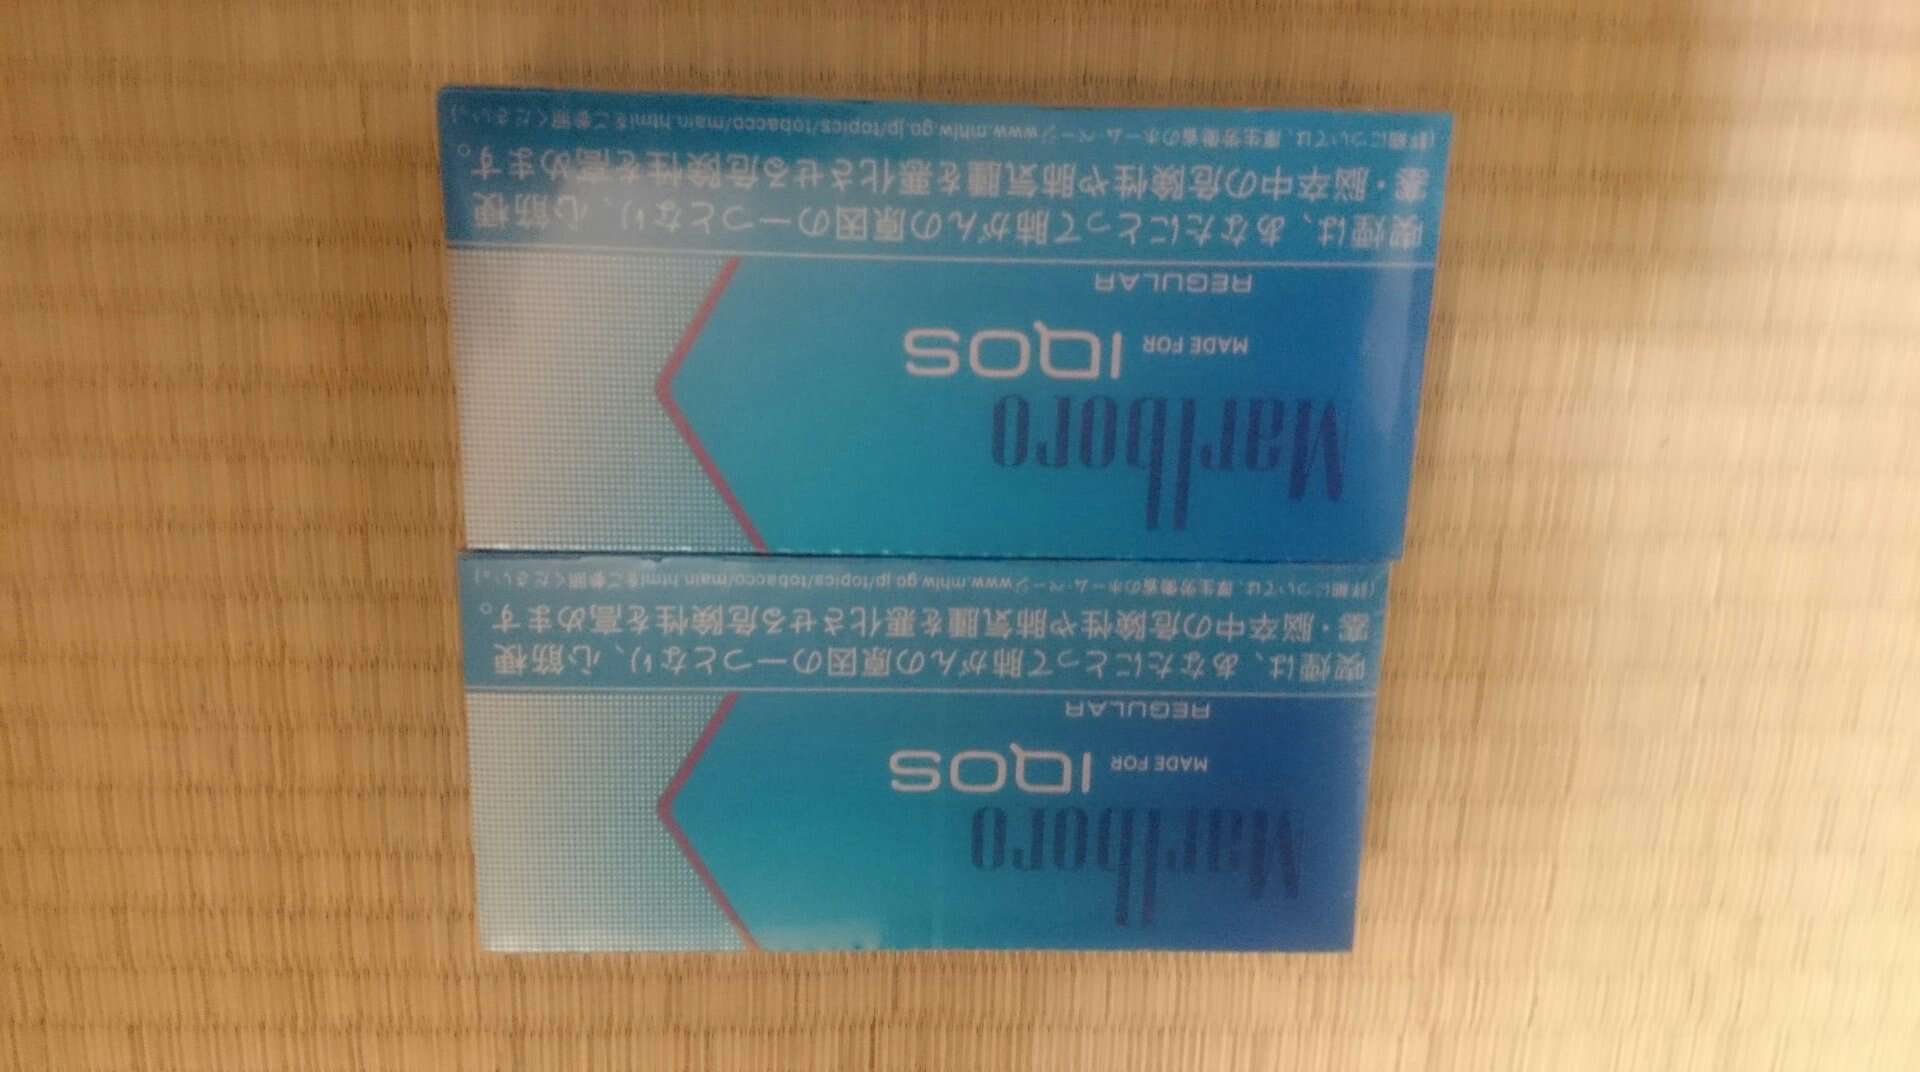 Marlboro
MADE FOR IQOS
REGULAR
喫煙は、あなたにとって肺がんの原因の一つとなり、心筋梗
塞・脳卒中の危険性や肺気腫を悪化させる危険性を高めます。
(詳細については、厚生労働省のホーム・ページ www.mhlw.go.jp/topics/tobacco/main.htmlをご参照ください。)
Marlboro
MADE FOR IQOS
REGULAR
喫煙は、あなたにとって肺がんの原因の一つとなり、心筋梗
塞・脳卒中の危険性や肺気腫を悪化させる危険性を高めます。
(詳細については、厚生労働省のホーム・ページ www.mhlw.go.jp/topics/tobacco/main.htmlをご参照ください。)